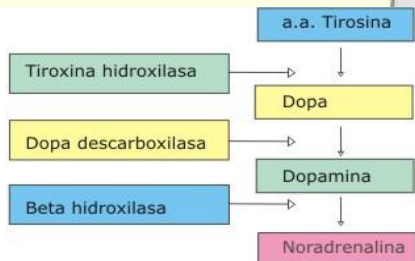 a.a. Tirosina
Tiroxina hidroxilasa
Dopa
Dopa descarboxilasa
Dopamina
Beta hidroxilasa
Noradrenalina